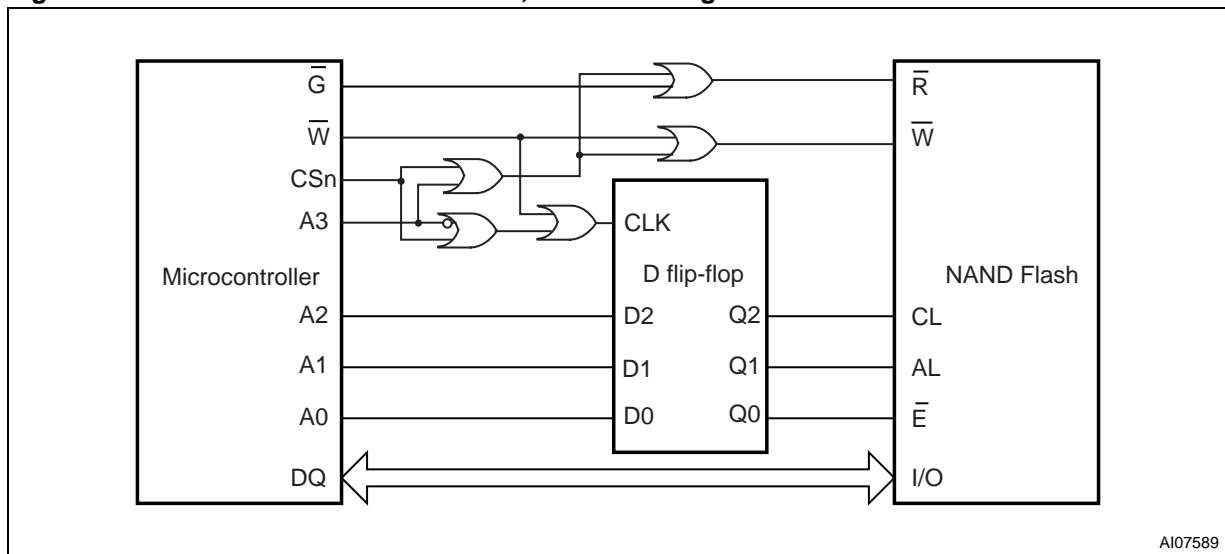 G̅
W̅
CSn
A3
Microcontroller
A2
A1
A0
DQ
CLK
D flip-flop
D2 Q2
D1 Q1
D0 Q0
R̅
W̅
NAND Flash
CL
AL
E̅
I/O
AI07589